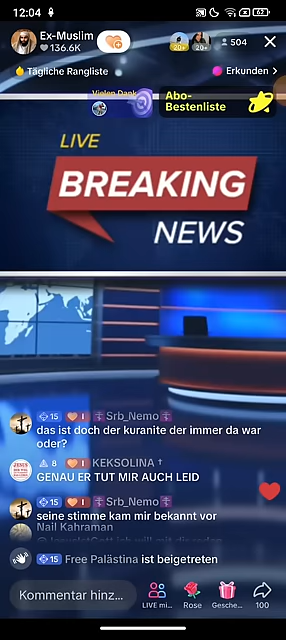 12:04
62
Ex-Muslim
136.6K
20+
20+
504
Tägliche Rangliste
Erkunden
Vielen Dank
Abo-
Bestenliste
LIVE
BREAKING
NEWS
15 I Srb_Nemo
das ist doch der kuranite der immer da war
oder?
8 I KEKSOLINA
GENAU ER TUT MIR AUCH LEID
15 I Srb_Nemo
seine stimme kam mir bekannt vor
Nail Kahraman
15 Free Palästina ist beigetreten
Kommentar hinz...
LIVE mi...
Rose
Gesche...
100